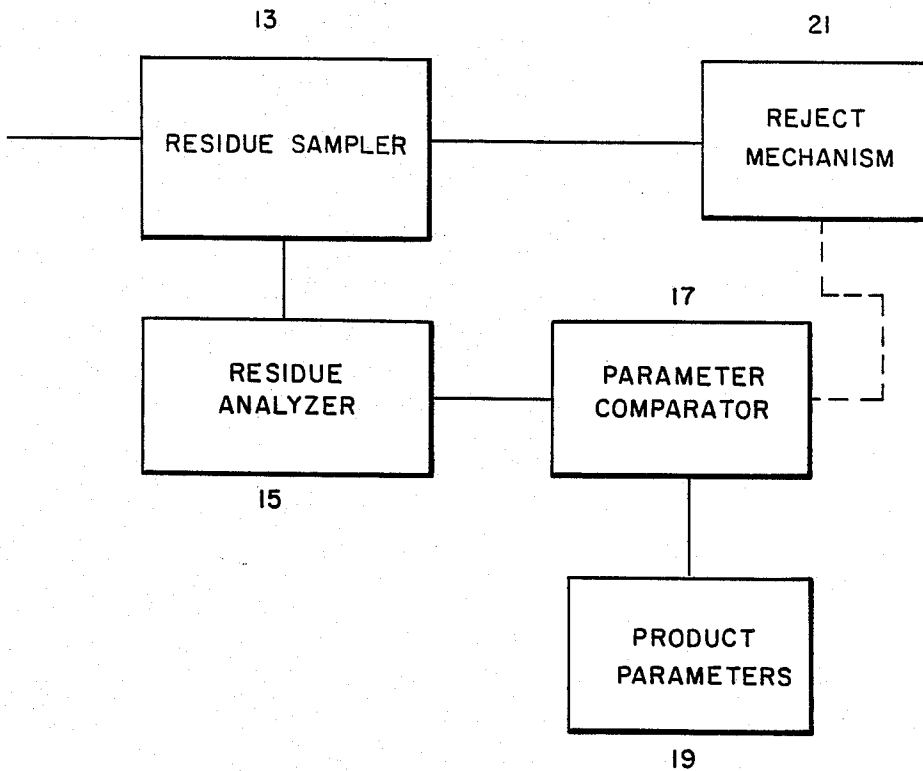 13
21
RESIDUE SAMPLER
REJECT
MECHANISM
17
RESIDUE
ANALYZER
PARAMETER
COMPARATOR
15
PRODUCT
PARAMETERS
19